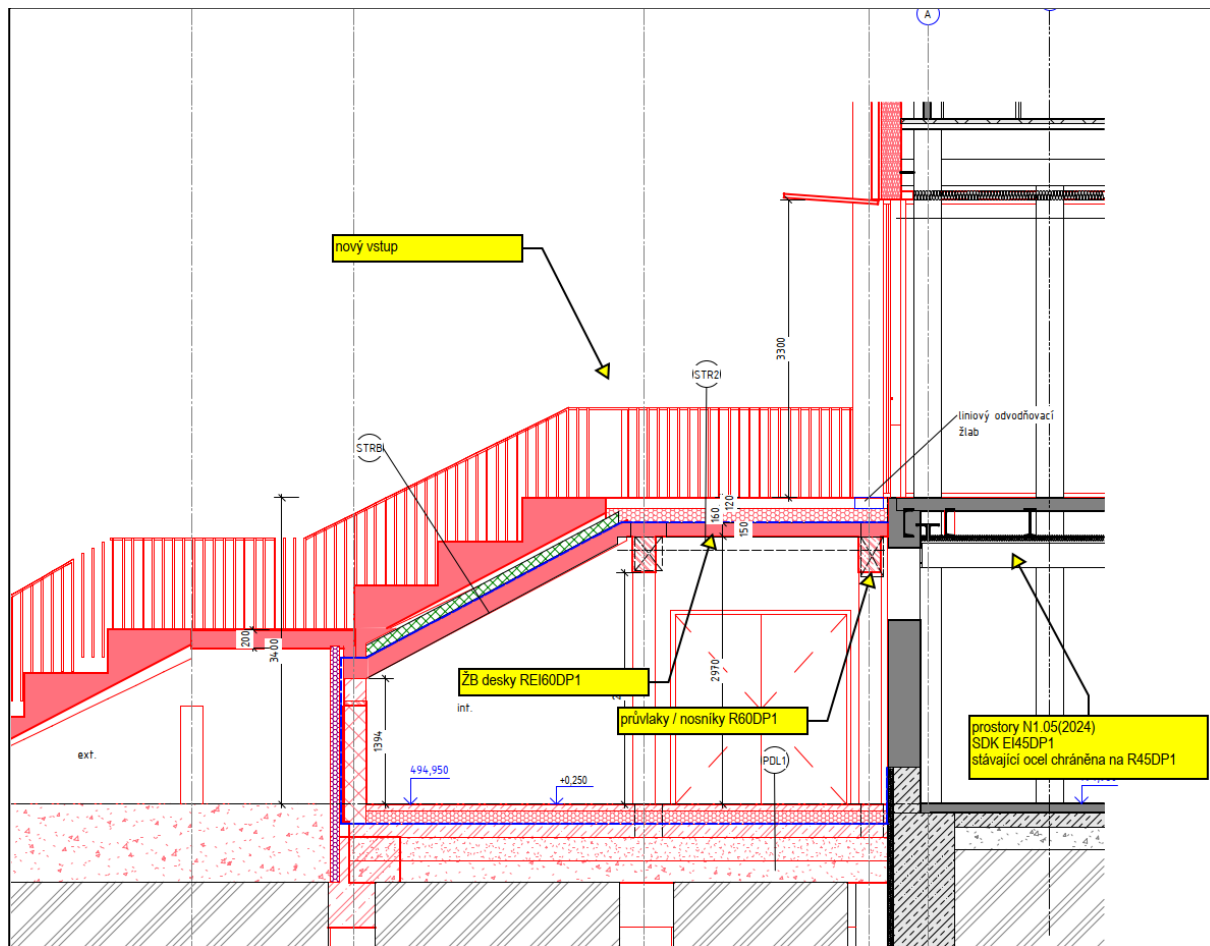 A
nový vstup
3300
STR2
liniový odvodňovací
žlab
STRB
120
160
150
200
3400
ŽB desky REI60DP1
int.
2970
průvlaky / nosníky R60DP1
prostory N1.05(2024)
SDK EI45DP1
stávající ocel chráněna na R45DP1
ext.
1394
PDL1
494,950
+0,250